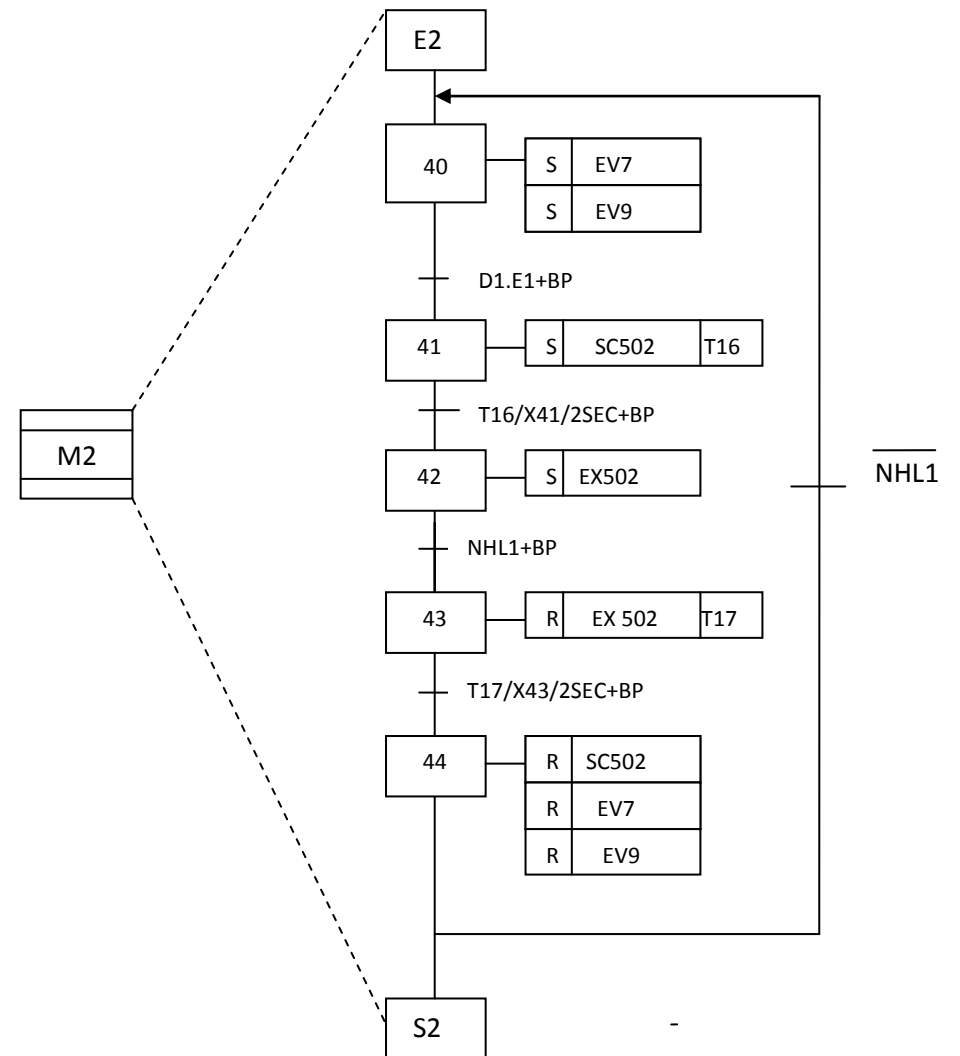 E2
40
S EV7
S EV9
D1.E1+BP
41
S SC502 T16
T16/X41/2SEC+BP
M2
42
S EX502
NHL1
NHL1+BP
43
R EX 502 T17
T17/X43/2SEC+BP
44
R SC502
R EV7
R EV9
S2
-